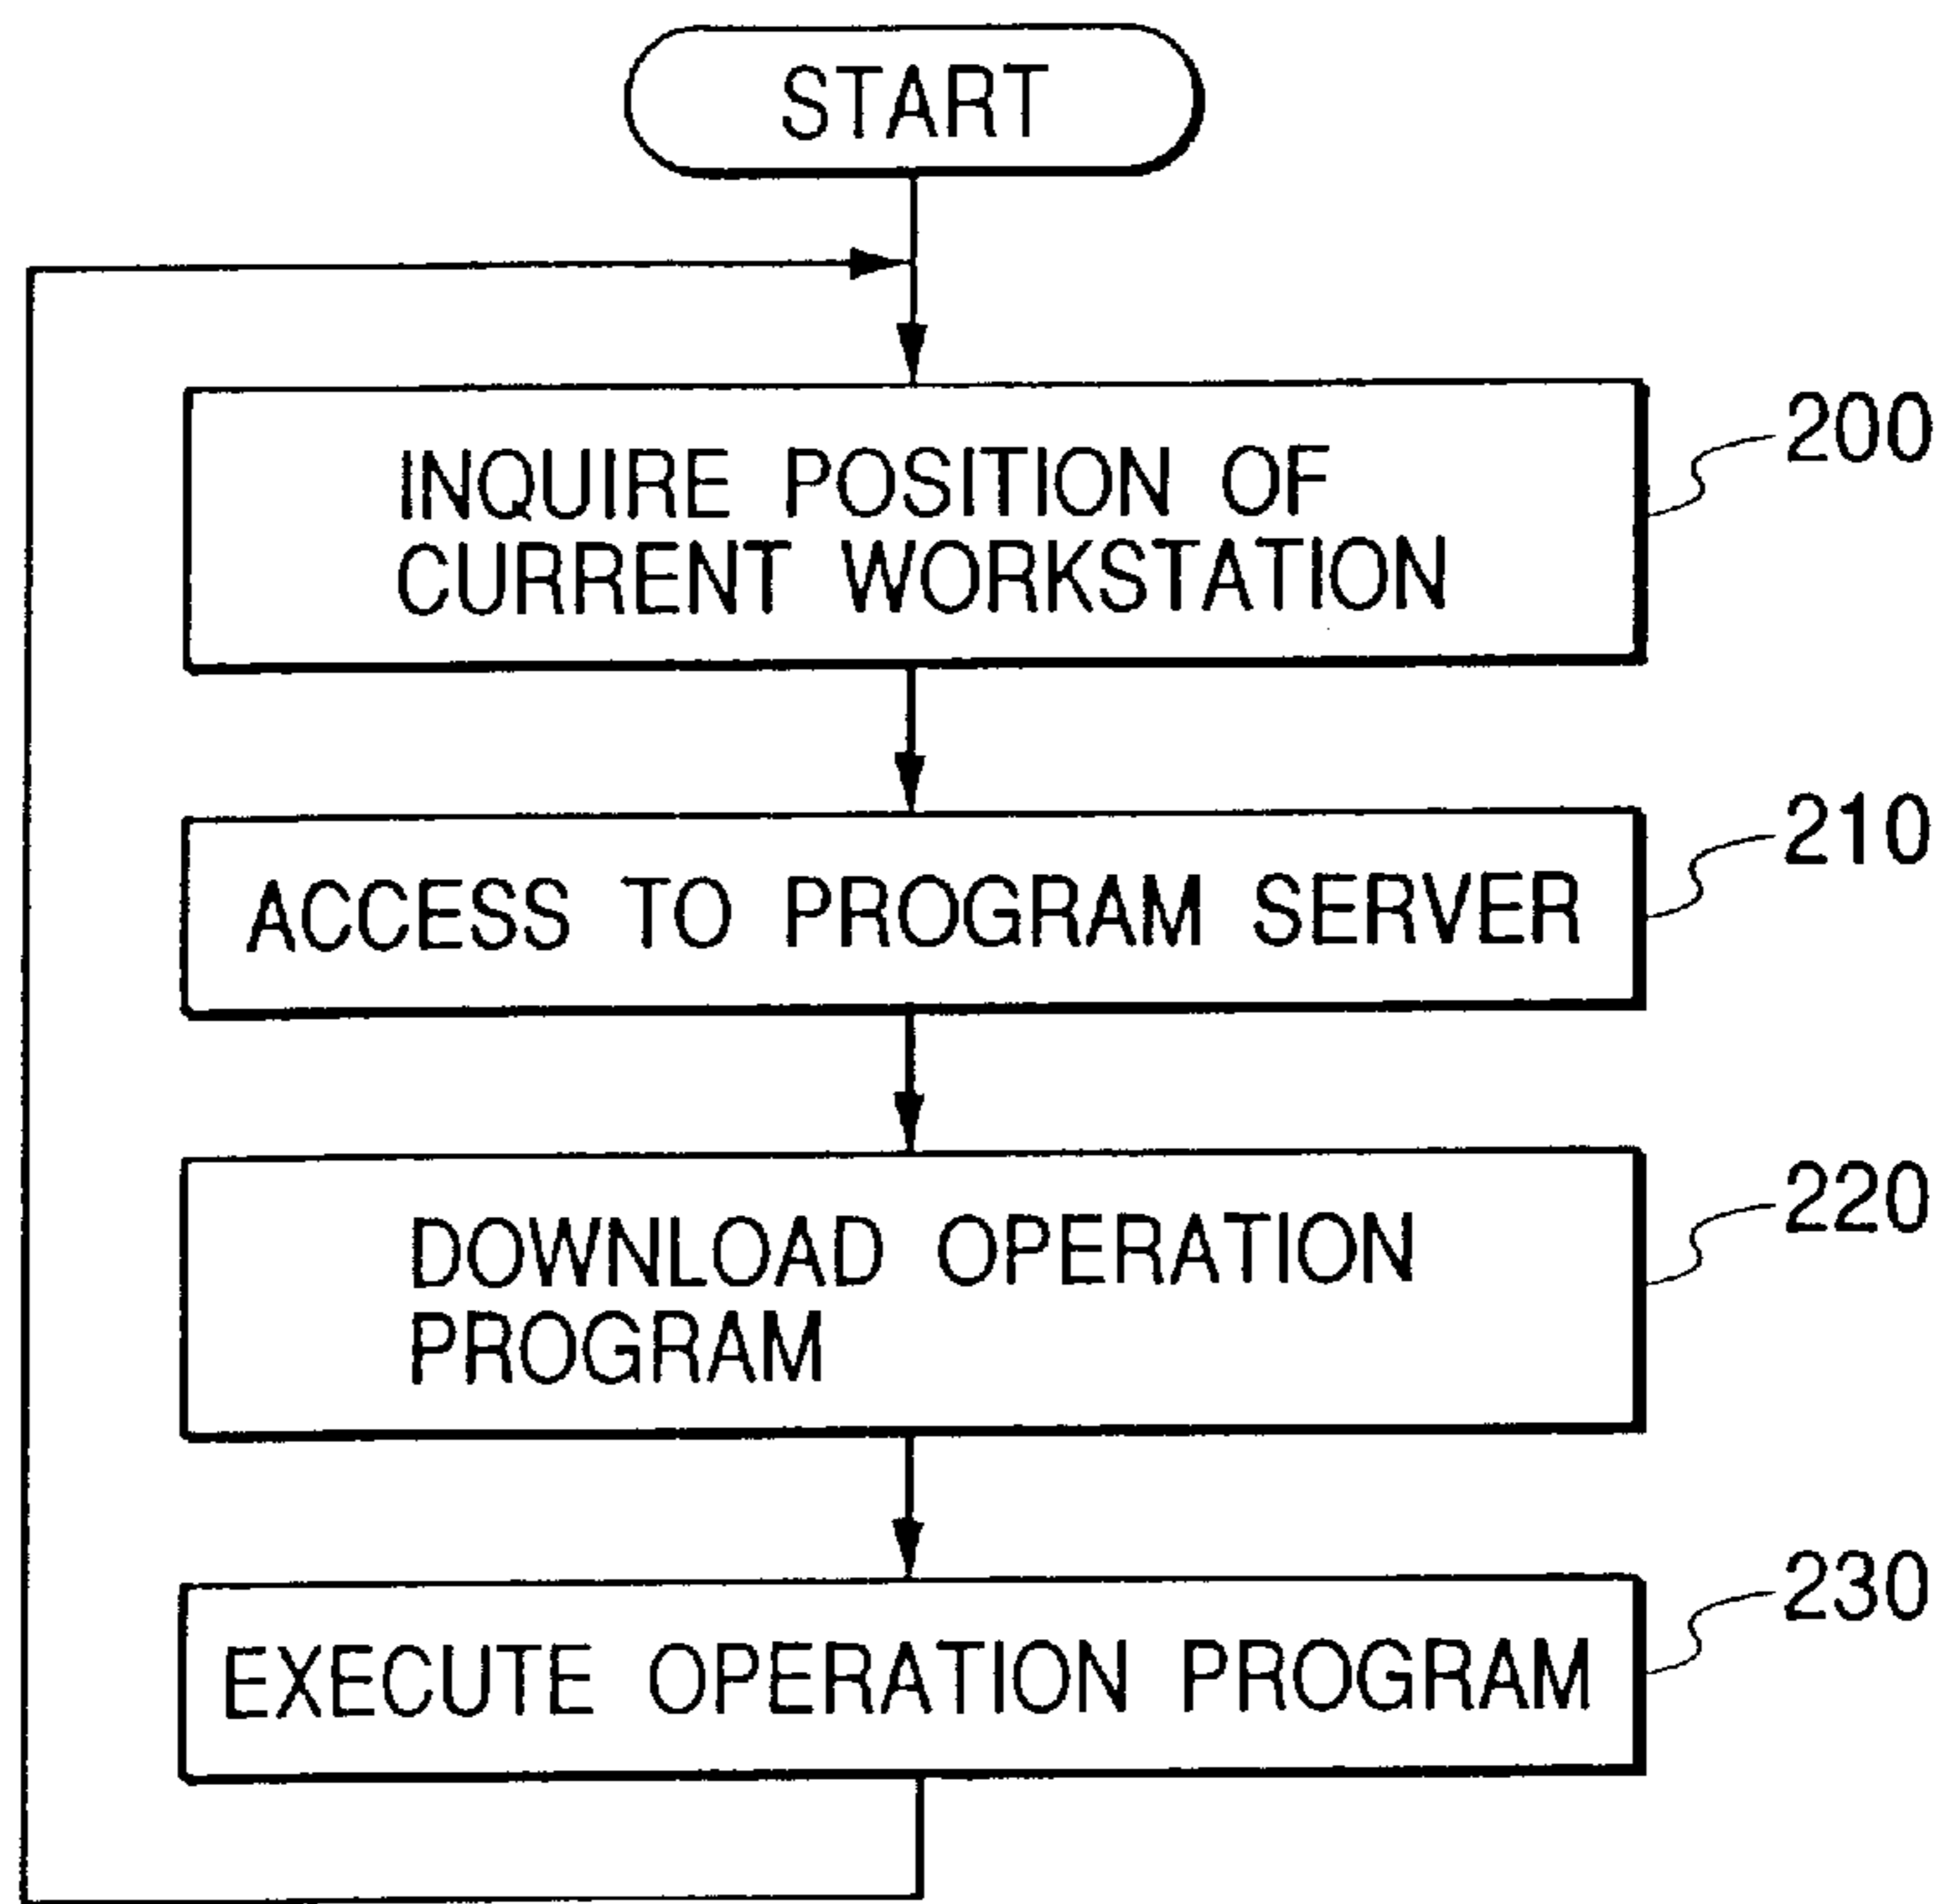 START
INQUIRE POSITION OF
CURRENT WORKSTATION
200
ACCESS TO PROGRAM SERVER
210
DOWNLOAD OPERATION
PROGRAM
220
EXECUTE OPERATION PROGRAM
230